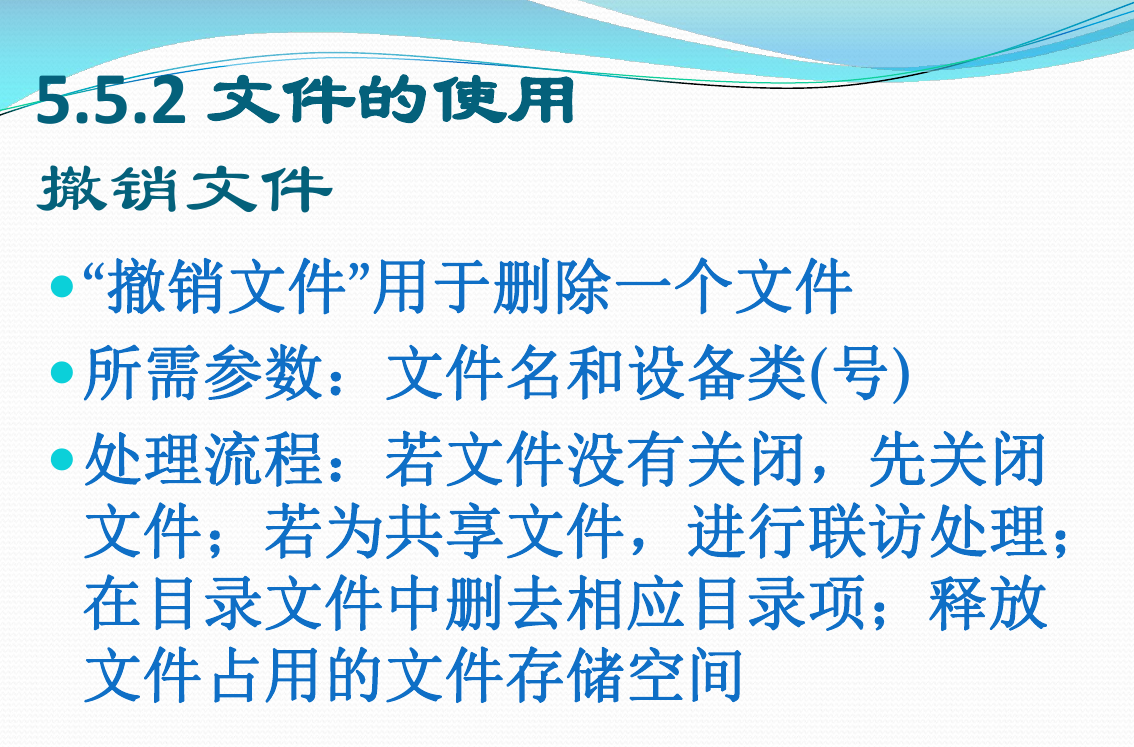 5.5.2 文件的使用
撤销文件
•“撤销文件”用于删除一个文件
•所需参数：文件名和设备类(号)
•处理流程：若文件没有关闭，先关闭
文件；若为共享文件，进行联访处理；
在目录文件中删去相应目录项；释放
文件占用的文件存储空间